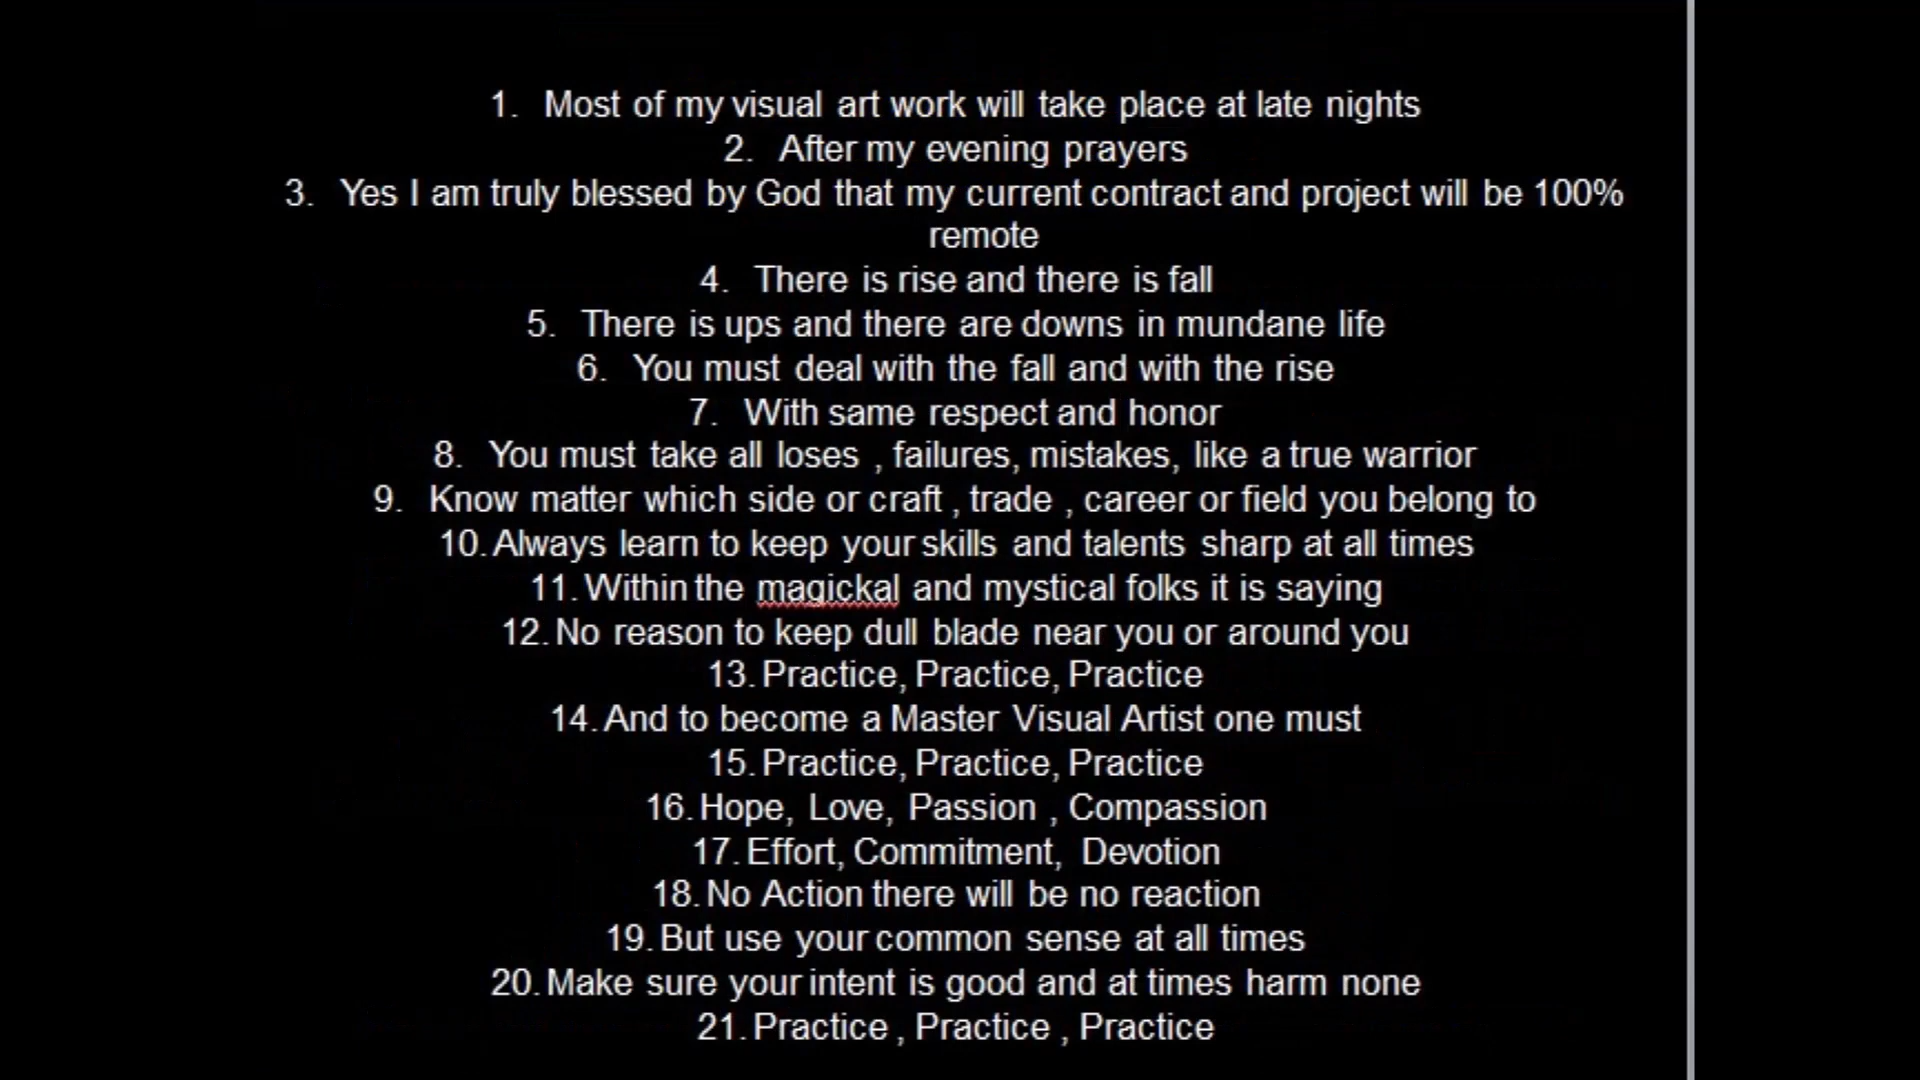 1. Most of my visual art work will take place at late nights
2. After my evening prayers
3. Yes I am truly blessed by God that my current contract and project will be 100%
remote
4. There is rise and there is fall
5. There is ups and there are downs in mundane life
6. You must deal with the fall and with the rise
7. With same respect and honor
8. You must take all loses , failures, mistakes, like a true warrior
9. Know matter which side or craft , trade , career or field you belong to
10. Always learn to keep your skills and talents sharp at all times
11. Within the magickal and mystical folks it is saying
12. No reason to keep dull blade near you or around you
13. Practice, Practice, Practice
14. And to become a Master Visual Artist one must
15. Practice, Practice, Practice
16. Hope, Love, Passion , Compassion
17. Effort, Commitment, Devotion
18. No Action there will be no reaction
19. But use your common sense at all times
20. Make sure your intent is good and at times harm none
21. Practice , Practice , Practice